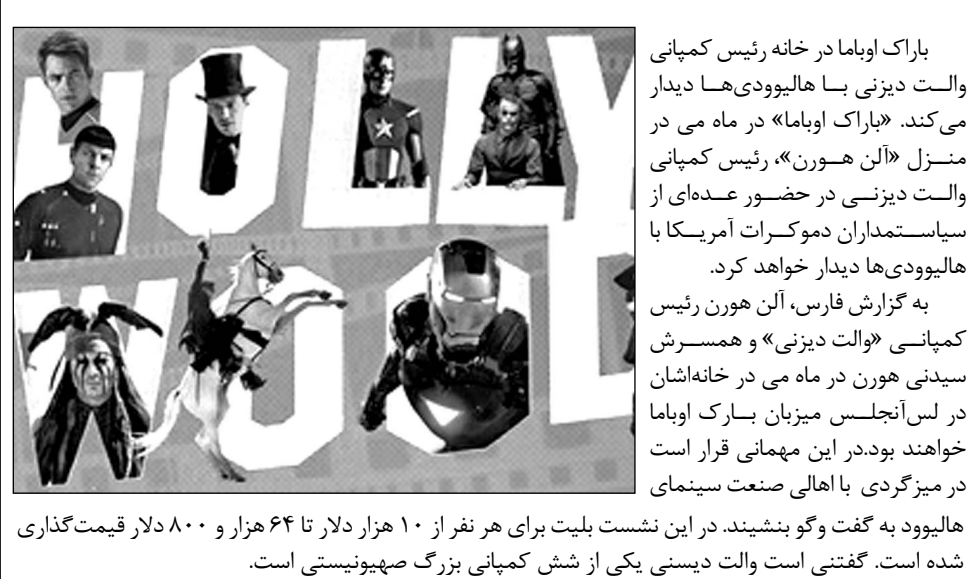 باراک اوباما در خانه رئیس کمپانی
والت دیزنی با هالیوودی‌ها دیدار
می‌کند. «باراک اوباما» در ماه می در
منزل «آلن هورن»، رئیس کمپانی
والت دیزنی در حضور عده‌ای از
سیاستمداران دموکرات آمریکا با
هالیوودی‌ها دیدار خواهد کرد.
به گزارش فارس، آلن هورن رئیس
کمپانی «والت دیزنی» و همسرش
سیدنی هورن در ماه می در خانه‌اشان
در لس‌آنجلس میزبان بارک اوباما
خواهند بود.در این مهمانی قرار است
در میزگردی با اهالی صنعت سینمای
هالیوود به گفت وگو بنشیند. در این نشست بلیت برای هر نفر از ۱۰ هزار دلار تا ۶۴ هزار و ۸۰۰ دلار قیمت‌گذاری
شده است. گفتنی است والت دیسنی یکی از شش کمپانی بزرگ صهیونیستی است.
HOLLY
WOOD